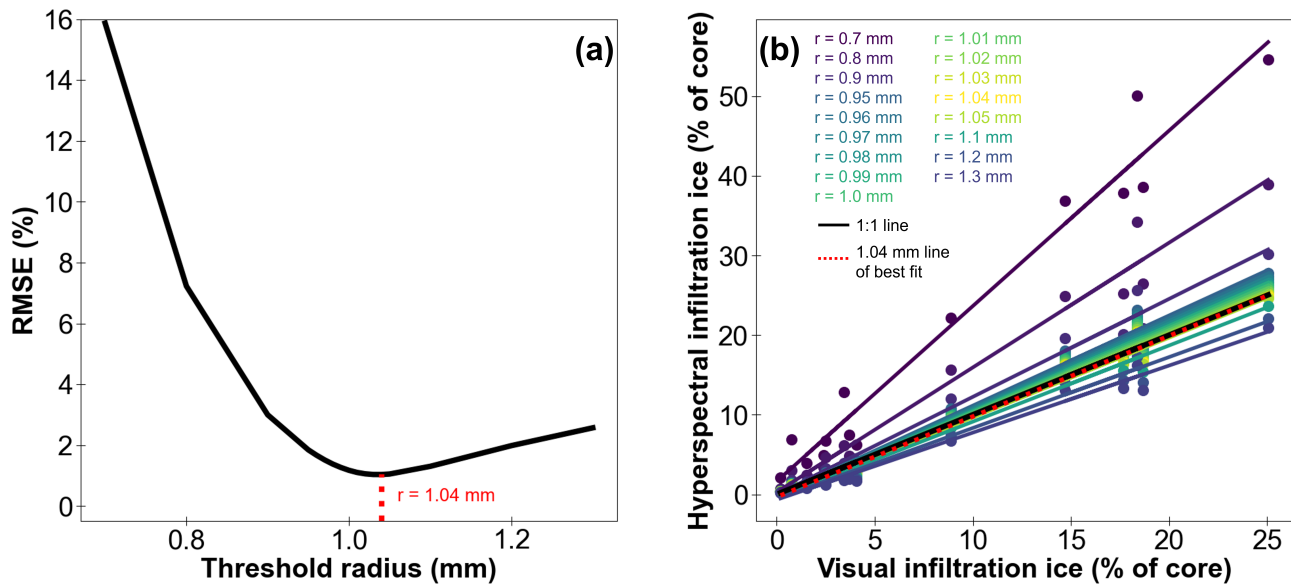 16
14
12
10
8
6
4
2
0
RMSE (%)
(a)
r = 1.04 mm
0.8
1.0
1.2
Threshold radius (mm)
(b)
r = 0.7 mm
r = 0.8 mm
r = 0.9 mm
r = 0.95 mm
r = 0.96 mm
r = 0.97 mm
r = 0.98 mm
r = 0.99 mm
r = 1.0 mm
r = 1.01 mm
r = 1.02 mm
r = 1.03 mm
r = 1.04 mm
r = 1.05 mm
r = 1.1 mm
r = 1.2 mm
r = 1.3 mm
1:1 line
1.04 mm line
of best fit
50
40
30
20
10
0
Hyperspectral infiltration ice (% of core)
0
5
10
15
20
25
Visual infiltration ice (% of core)